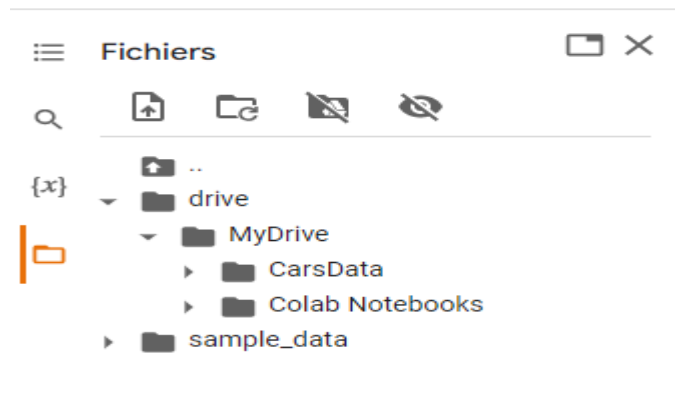 Fichiers
{x}
..
drive
MyDrive
CarsData
Colab Notebooks
sample_data